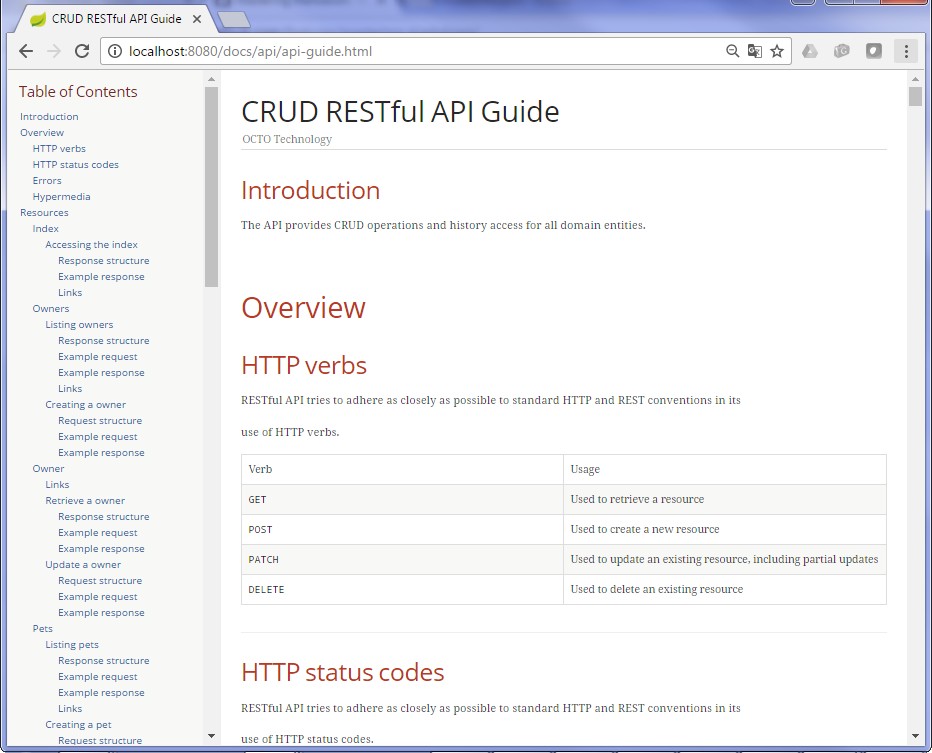 CRUD RESTful API Guide
localhost:8080/docs/api/api-guide.html
Table of Contents
Introduction
Overview
HTTP verbs
HTTP status codes
Errors
Hypermedia
Resources
Index
Accessing the index
Response structure
Example response
Links
Owners
Listing owners
Response structure
Example request
Example response
Links
Creating a owner
Request structure
Example request
Example response
Owner
Links
Retrieve a owner
Response structure
Example request
Example response
Update a owner
Request structure
Example request
Example response
Pets
Listing pets
Response structure
Example request
Example response
Links
Creating a pet
Request structure
CRUD RESTful API Guide
OCTO Technology
Introduction
The API provides CRUD operations and history access for all domain entities.
Overview
HTTP verbs
RESTful API tries to adhere as closely as possible to standard HTTP and REST conventions in its
use of HTTP verbs.
Verb Usage
GET Used to retrieve a resource
POST Used to create a new resource
PATCH Used to update an existing resource, including partial updates
DELETE Used to delete an existing resource
HTTP status codes
RESTful API tries to adhere as closely as possible to standard HTTP and REST conventions in its
use of HTTP status codes.